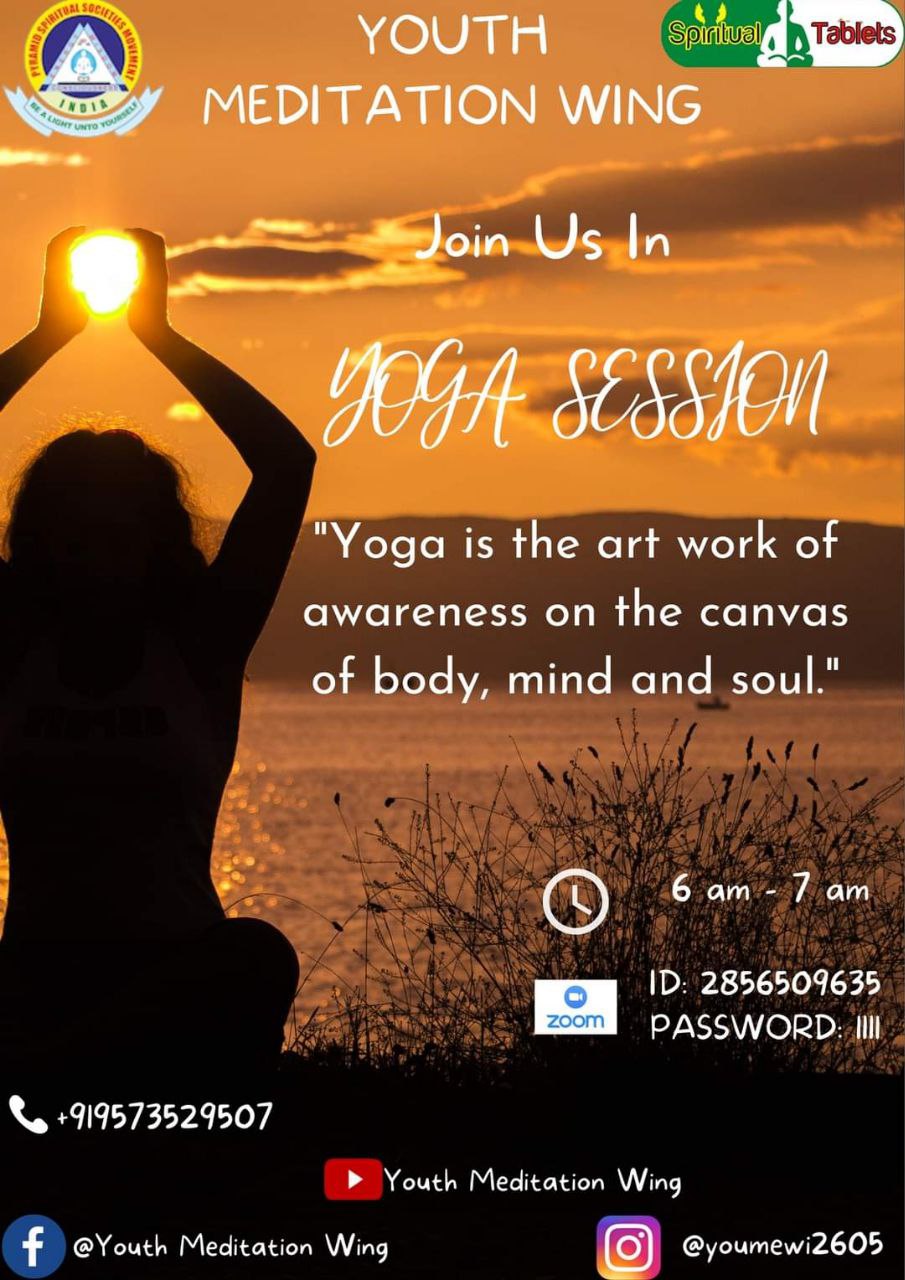 PYRAMID SPIRITUAL SOCIETIES MOVEMENT
INDIA
BE A LIGHT UNTO YOURSELF
Spiritual Tablets
YOUTH
MEDITATION WING
Join Us In
YOGA SESSION
"Yoga is the art work of
awareness on the canvas
of body, mind and soul."
6 am - 7 am
zoom
ID: 2856509635
PASSWORD: 1111
+919573529507
Youth Meditation Wing
@Youth Meditation Wing
@youmewi2605